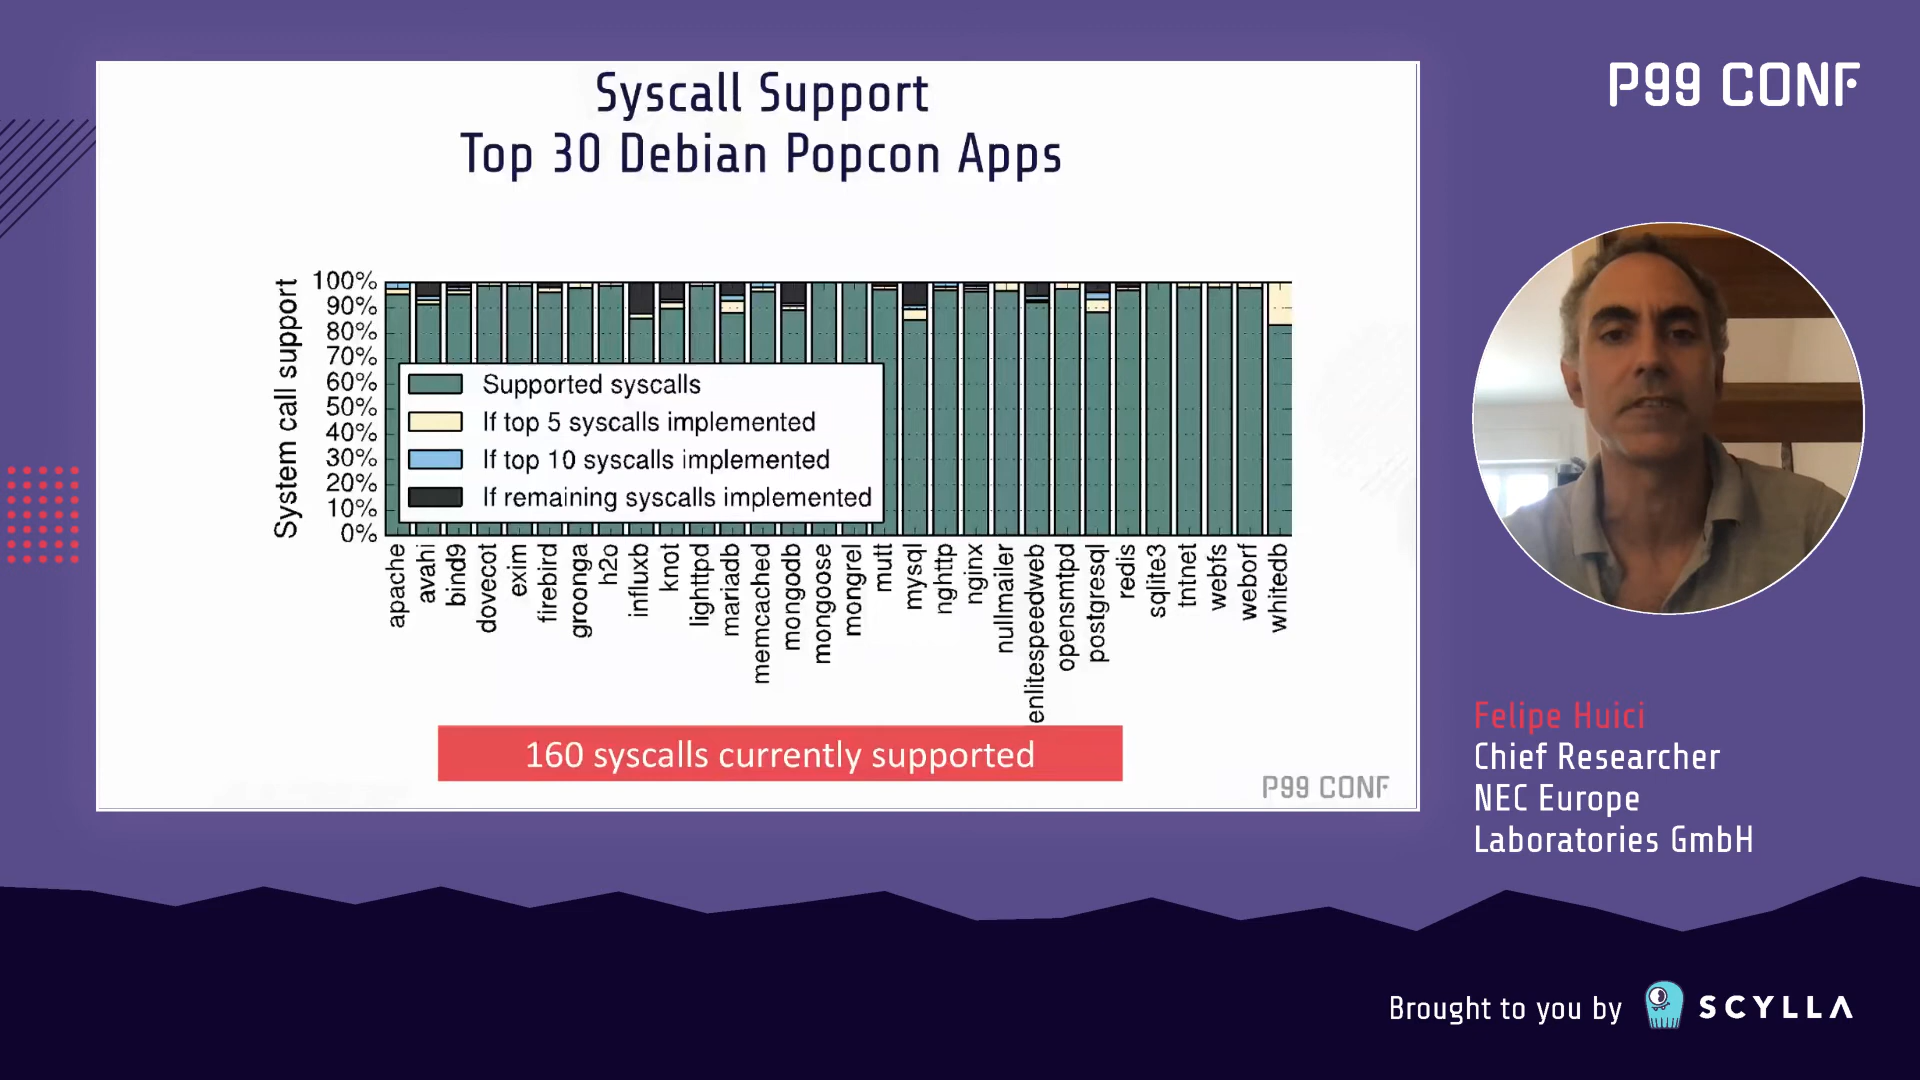 Syscall Support
Top 30 Debian Popcon Apps
P99 CONF
System call support
100%
90%
80%
70%
60%
50%
40%
30%
20%
10%
0%
Supported syscalls
If top 5 syscalls implemented
If top 10 syscalls implemented
If remaining syscalls implemented
apache
avahi
bind9
dovecot
exim
firebird
groonga
h2o
influxb
knot
lighttpd
mariadb
memcached
mongodb
mongoose
mongrel
mutt
mysql
nghttp
nginx
nullmailer
enlitespeedweb
opensmtpd
postgresql
redis
sqlite3
tntnet
webfs
weborf
whitedb
160 syscalls currently supported
P99 CONF
Felipe Huici
Chief Researcher
NEC Europe
Laboratories GmbH
Brought to you by SCYLLA